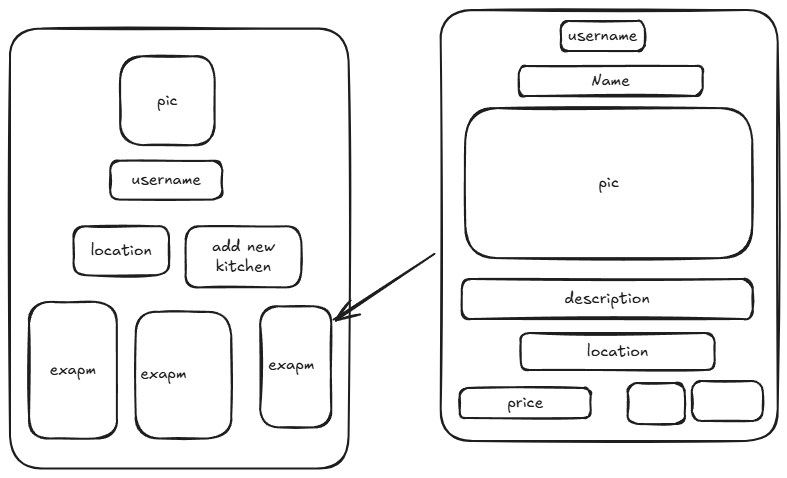 pic
username
location
add new
kitchen
exapm
exapm
exapm
username
Name
pic
description
location
price